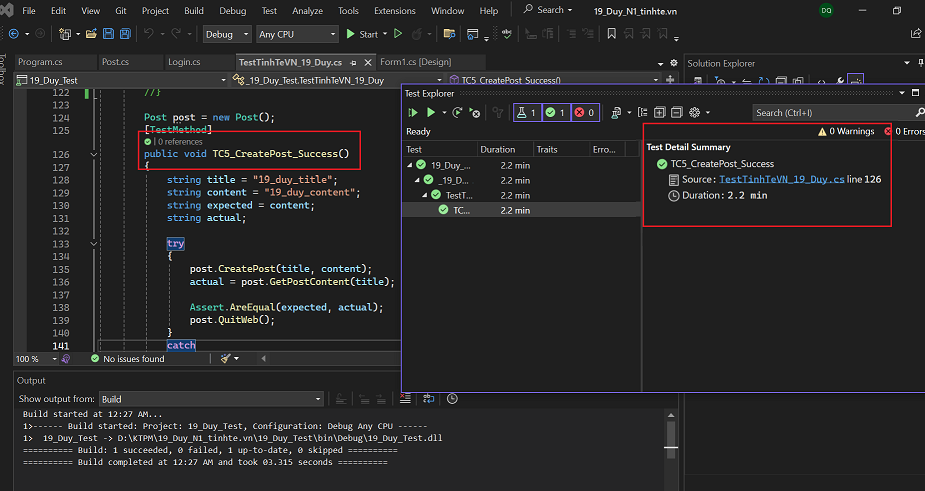 File Edit View Git Project Build Debug Test Analyze Tools Extensions Window Help Search 19_Duy_N1_tinhte.vn DQ
Debug Any CPU Start
Program.cs Post.cs Login.cs TestTinhTeVN_19_Duy.cs Form1.cs [Design] Solution Explorer
19_Duy_Test 19_Duy_Test.TestTinhTeVN_19_Duy TC5_CreatePost_Success()
122 //}
123
124 Post post = new Post();
125 [TestMethod]
0 references
126 public void TC5_CreatePost_Success()
127 {
128 string title = "19_duy_title";
129 string content = "19_duy_content";
130 string expected = content;
131 string actual;
132
133 try
134 {
135 post.CreatePost(title, content);
136 actual = post.GetPostContent(title);
137
138 Assert.AreEqual(expected, actual);
139 post.QuitWeb();
140 }
141 catch
100 % No issues found
Test Explorer
1 1 0 Search (Ctrl+I)
Ready 0 Warnings 0 Errors
Test Duration Traits Erro...
19_Duy_... 2.2 min
19_D... 2.2 min
TestT... 2.2 min
TC... 2.2 min
Test Detail Summary
TC5_CreatePost_Success
Source: TestTinhTeVN_19_Duy.cs line 126
Duration: 2.2 min
Output
Show output from: Build
Build started at 12:27 AM...
1>------ Build started: Project: 19_Duy_Test, Configuration: Debug Any CPU ------
1> 19_Duy_Test -> D:\KTPM\19_Duy_N1_tinhte.vn\19_Duy_Test\bin\Debug\19_Duy_Test.dll
========== Build: 1 succeeded, 0 failed, 1 up-to-date, 0 skipped ==========
========== Build completed at 12:27 AM and took 03.315 seconds ==========